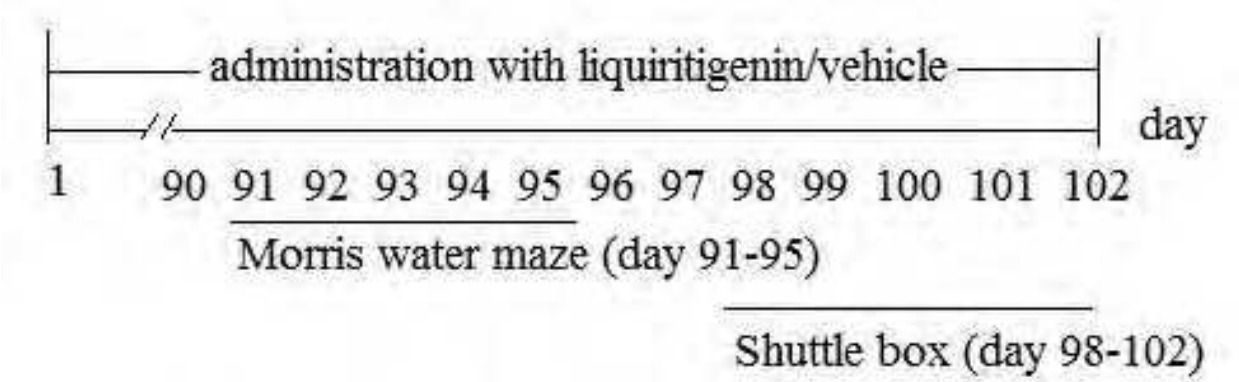 administration with liquiritigenin/vehicle
day
1 90 91 92 93 94 95 96 97 98 99 100 101 102
Morris water maze (day 91-95)
Shuttle box (day 98-102)